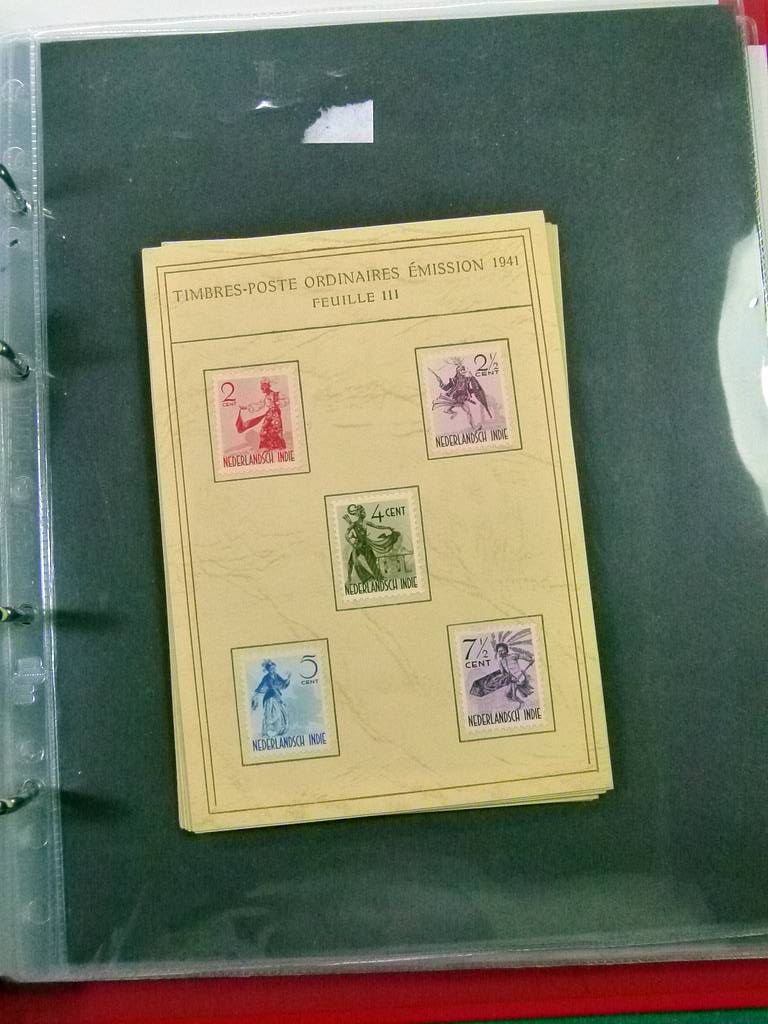 TIMBRES-POSTE ORDINAIRES ÉMISSION 1941
FEUILLE III
2
CENT
NEDERLANDSCH INDIE
2½
CENT
NEDERLANDSCH INDIE
4 CENT
NEDERLANDSCH INDIE
5
CENT
NEDERLANDSCH INDIE
7½
CENT
NEDERLANDSCH INDIE